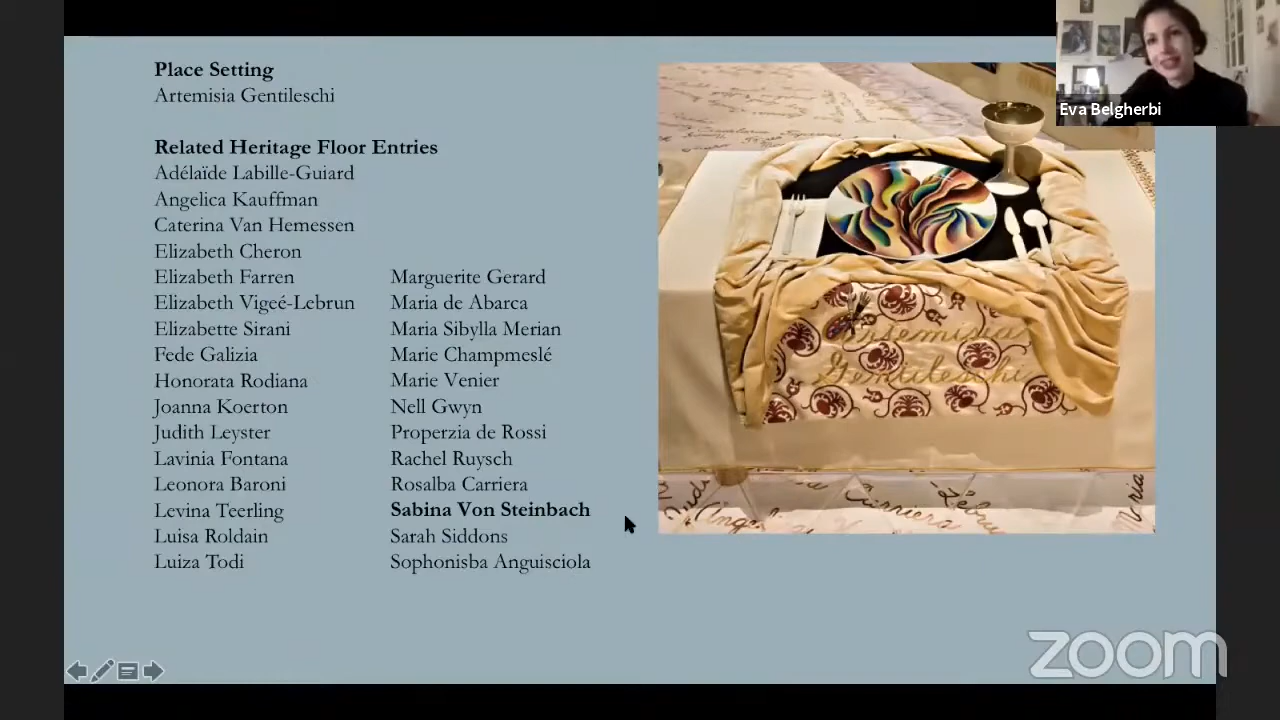 Place Setting
Artemisia Gentileschi
Related Heritage Floor Entries
Adélaïde Labille-Guiard
Angelica Kauffman
Caterina Van Hemessen
Elizabeth Cheron
Elizabeth Farren
Elizabeth Vigeé-Lebrun
Elizabette Sirani
Fede Galizia
Honorata Rodiana
Joanna Koerton
Judith Leyster
Lavinia Fontana
Leonora Baroni
Levina Teerling
Luisa Roldain
Luiza Todi
Marguerite Gerard
Maria de Abarca
Maria Sibylla Merian
Marie Champmeslé
Marie Venier
Nell Gwyn
Properzia de Rossi
Rachel Ruysch
Rosalba Carriera
Sabina Von Steinbach
Sarah Siddons
Sophonisba Anguisciola
Artemisia
Gentileschi
Carriera
Maria
Eva Belgherbi
zoom